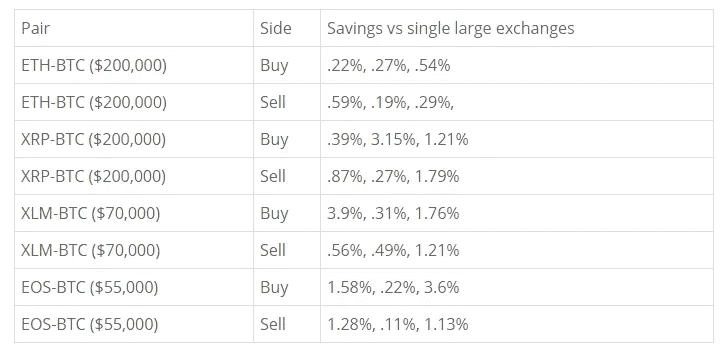 Pair Side Savings vs single large exchanges
ETH-BTC ($200,000) Buy .22%, .27%, .54%
ETH-BTC ($200,000) Sell .59%, .19%, .29%,
XRP-BTC ($200,000) Buy .39%, 3.15%, 1.21%
XRP-BTC ($200,000) Sell .87%, .27%, 1.79%
XLM-BTC ($70,000) Buy 3.9%, .31%, 1.76%
XLM-BTC ($70,000) Sell .56%, .49%, 1.21%
EOS-BTC ($55,000) Buy 1.58%, .22%, 3.6%
EOS-BTC ($55,000) Sell 1.28%, .11%, 1.13%